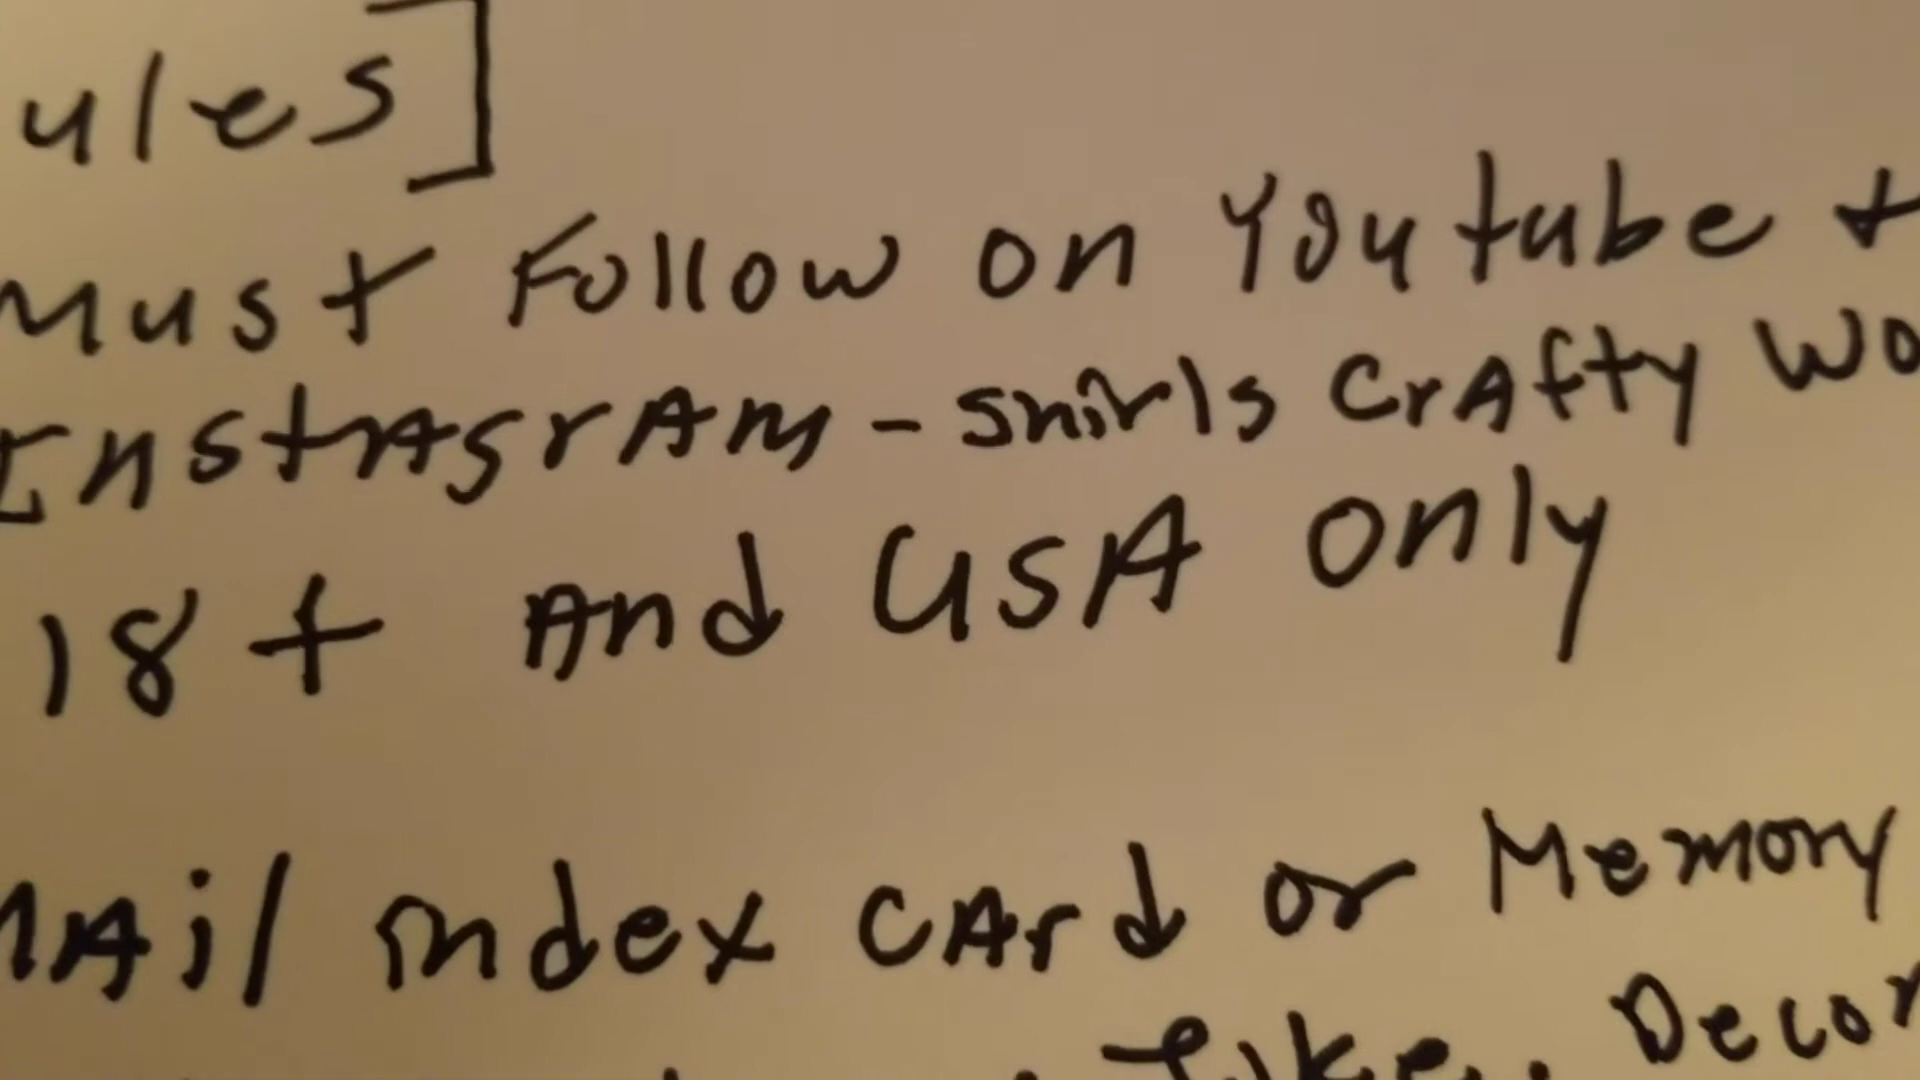 ules]
Must Follow on Youtube +
InstAgrAm - Shirls CrAfty Wo
18+ And USA only
MAil index CArd or Memory
like. Decor